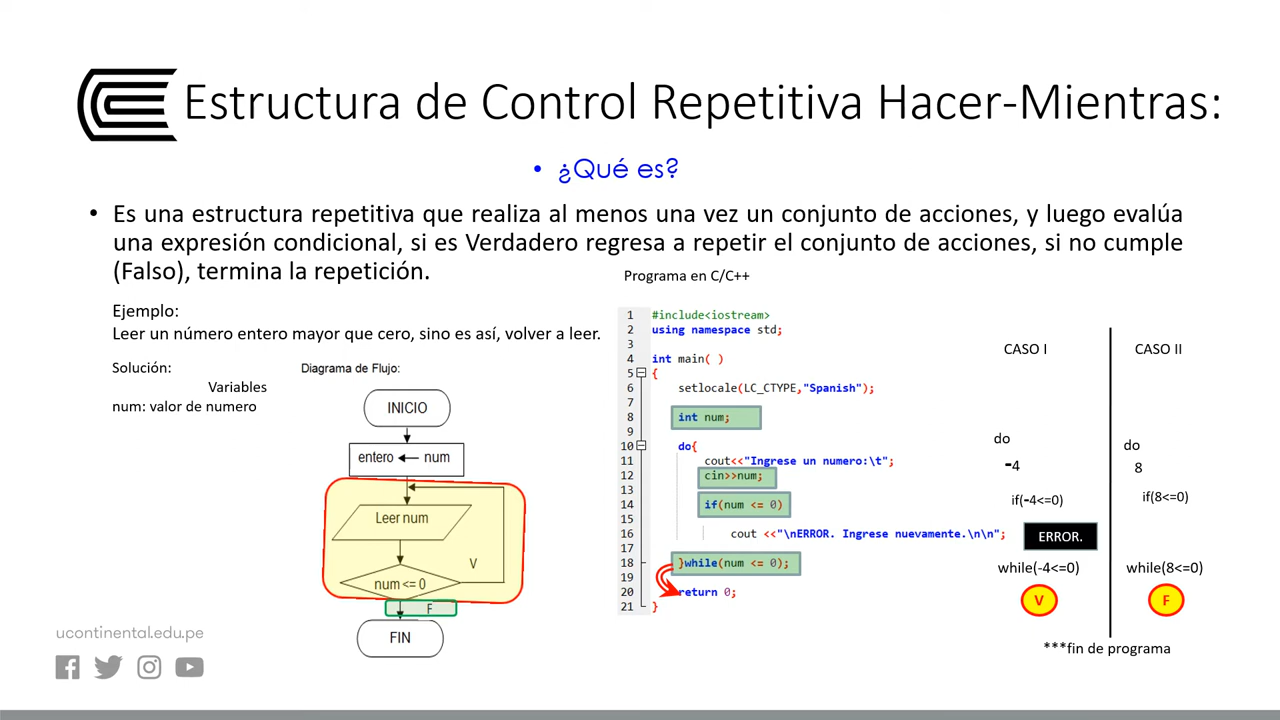 Estructura de Control Repetitiva Hacer-Mientras:
• ¿Qué es?
• Es una estructura repetitiva que realiza al menos una vez un conjunto de acciones, y luego evalúa
una expresión condicional, si es Verdadero regresa a repetir el conjunto de acciones, si no cumple
(Falso), termina la repetición.
Ejemplo:
Leer un número entero mayor que cero, sino es así, volver a leer.
Solución:
Variables
num: valor de numero
Diagrama de Flujo:
INICIO
entero num
Leer num
V
num <= 0
F
FIN
Programa en C/C++
1 #include<iostream>
2 using namespace std;
3
4 int main( )
5 {
6 setlocale(LC_CTYPE,"Spanish");
7
8 int num;
9
10 do{
11 cout<<"Ingrese un numero:\t";
12 cin>>num;
13
14 if(num <= 0)
15
16 cout <<"\nERROR. Ingrese nuevamente.\n\n";
17
18 }while(num <= 0);
19
20 return 0;
21 }
CASO I
do
-4
if(-4<=0)
ERROR.
while(-4<=0)
V
CASO II
do
8
if(8<=0)
while(8<=0)
F
***fin de programa
ucontinental.edu.pe